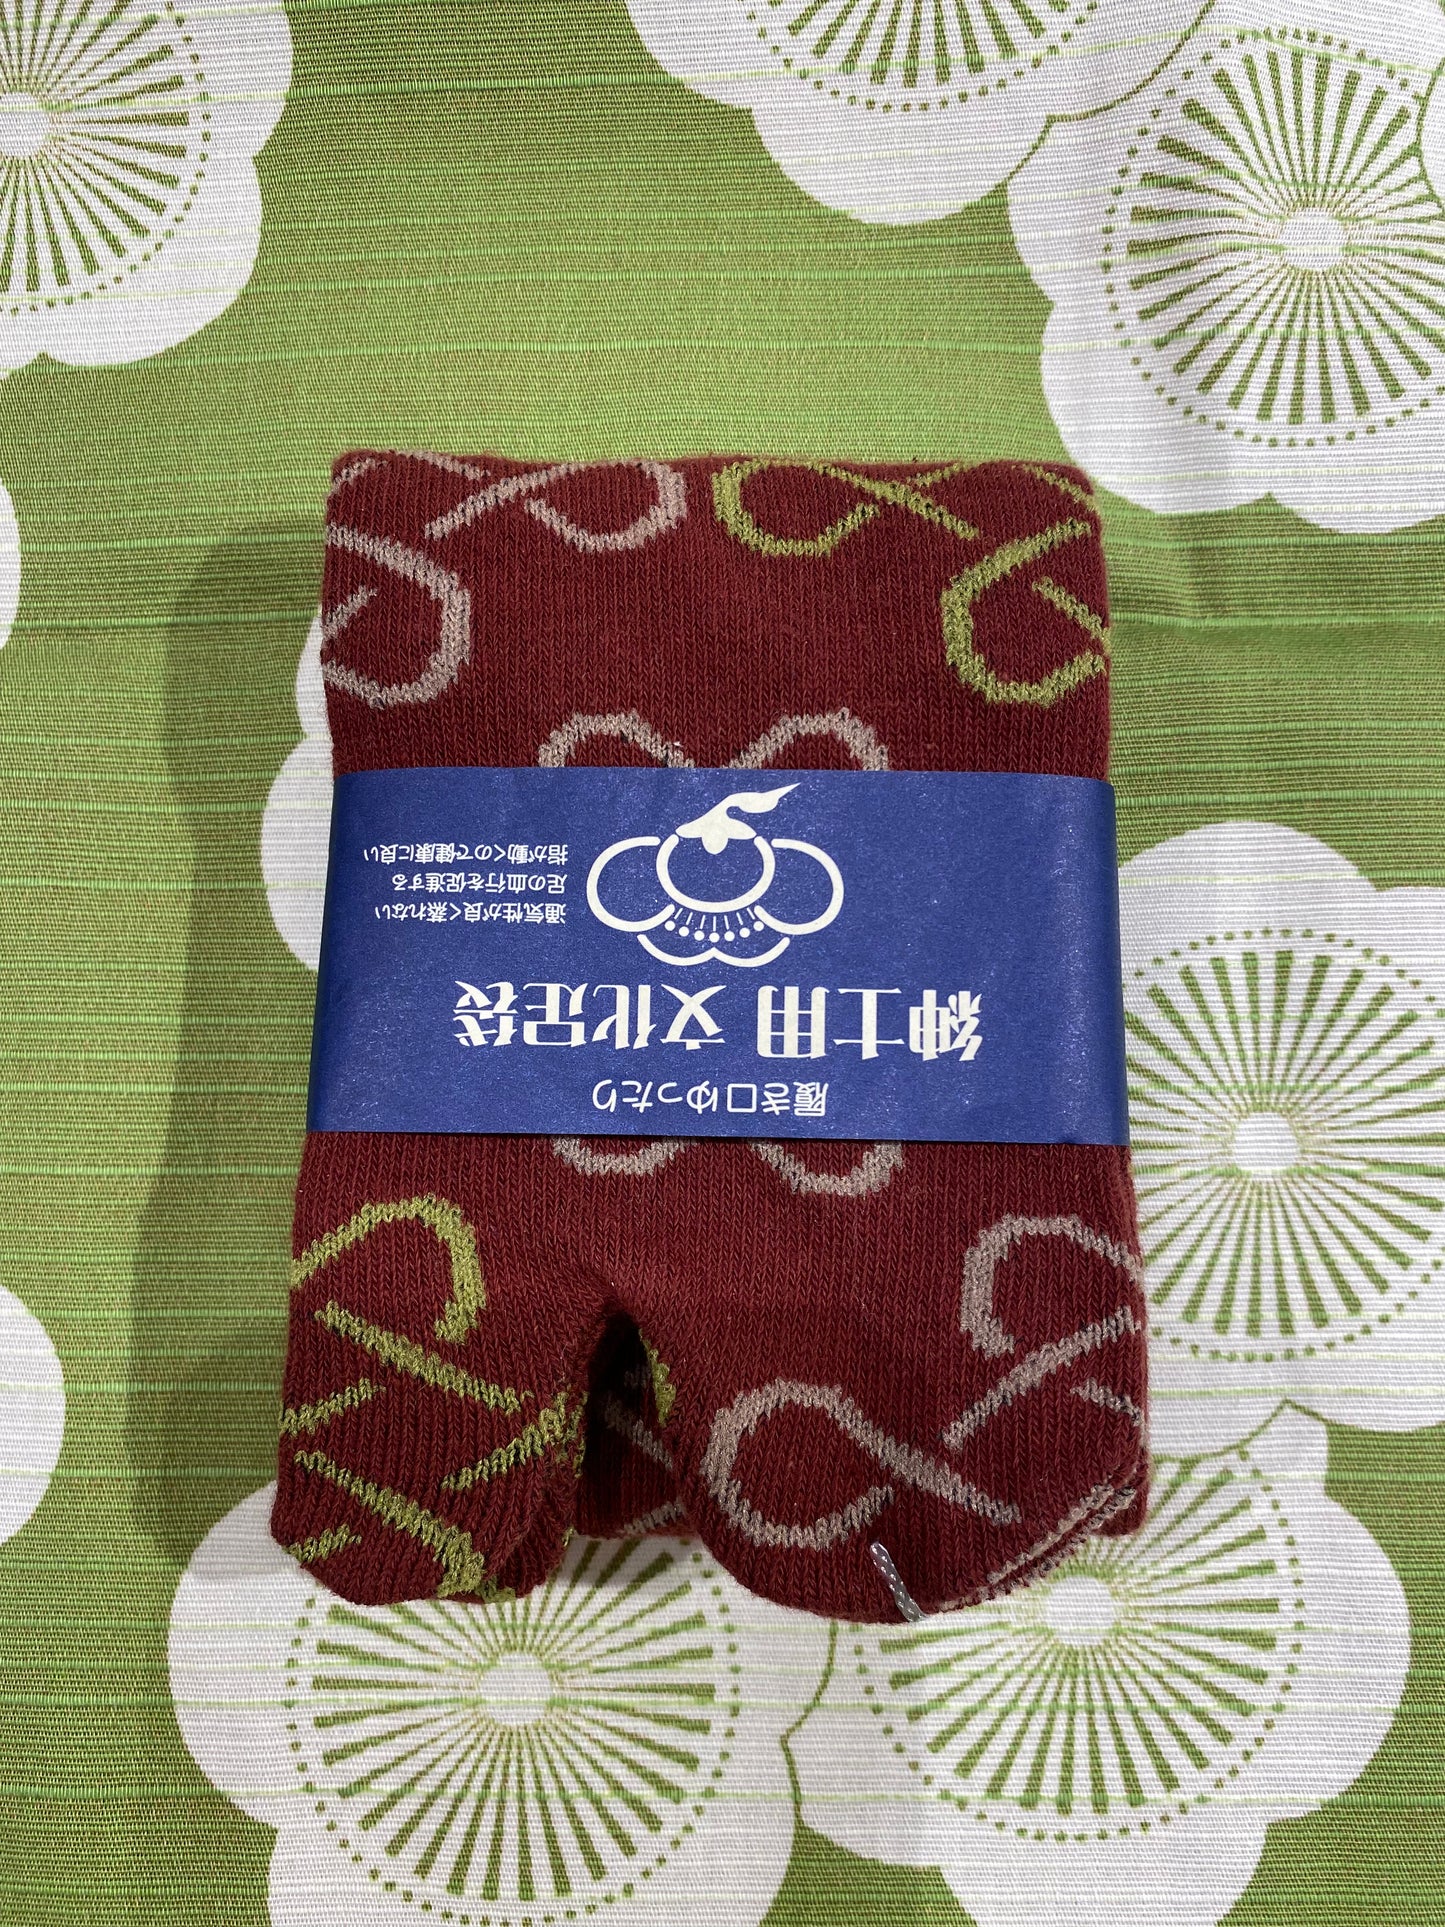 履き口ゆったり
紳士用 文化足袋
通気性が良く蒸れない
足の血行を促進する
指が動くので健康に良い